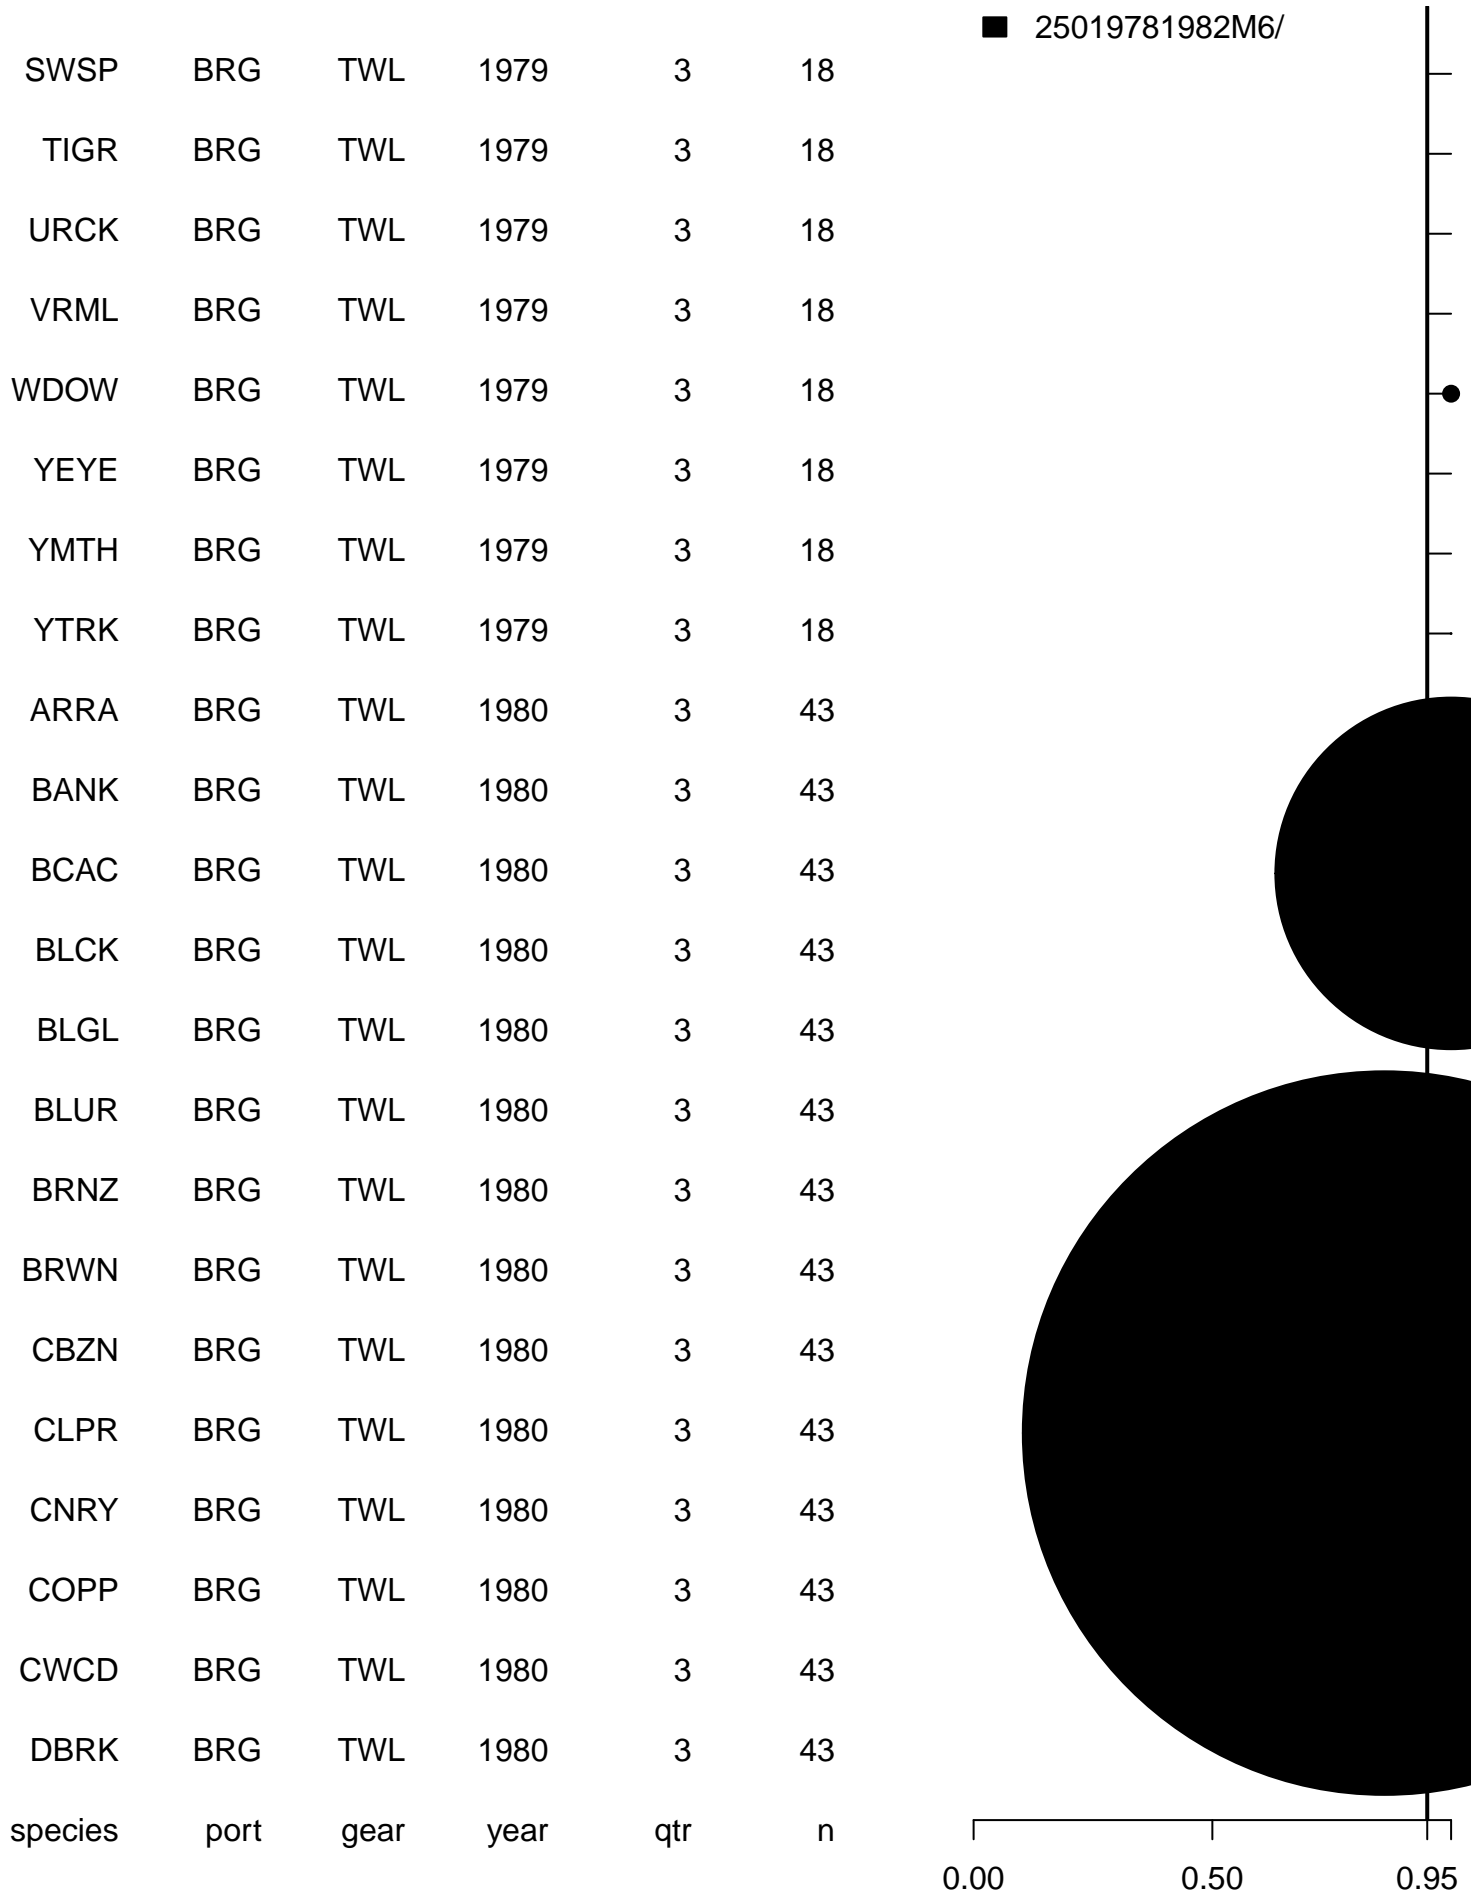 25019781982M6/
SWSP BRG TWL 1979 3 18
TIGR BRG TWL 1979 3 18
URCK BRG TWL 1979 3 18
VRML BRG TWL 1979 3 18
WDOW BRG TWL 1979 3 18
YEYE BRG TWL 1979 3 18
YMTH BRG TWL 1979 3 18
YTRK BRG TWL 1979 3 18
ARRA BRG TWL 1980 3 43
BANK BRG TWL 1980 3 43
BCAC BRG TWL 1980 3 43
BLCK BRG TWL 1980 3 43
BLGL BRG TWL 1980 3 43
BLUR BRG TWL 1980 3 43
BRNZ BRG TWL 1980 3 43
BRWN BRG TWL 1980 3 43
CBZN BRG TWL 1980 3 43
CLPR BRG TWL 1980 3 43
CNRY BRG TWL 1980 3 43
COPP BRG TWL 1980 3 43
CWCD BRG TWL 1980 3 43
DBRK BRG TWL 1980 3 43
species port gear year qtr n
0.00 0.50 0.95